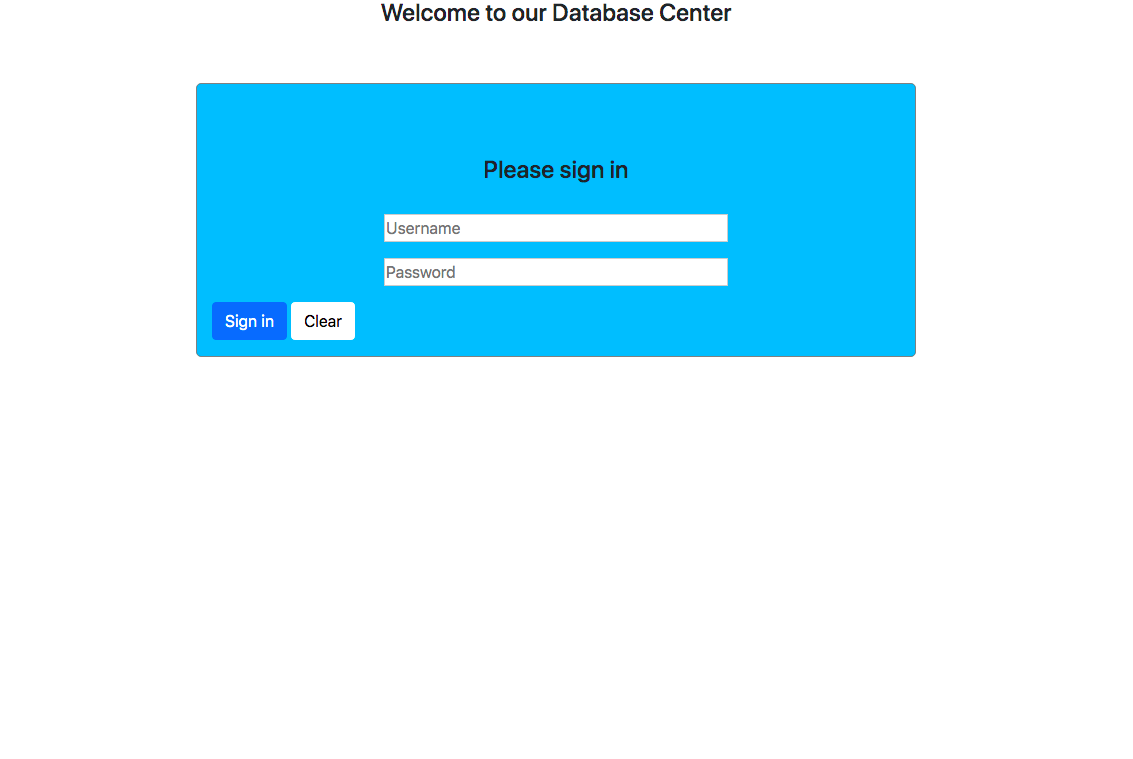 Welcome to our Database Center
Please sign in
Username
Password
Sign in Clear